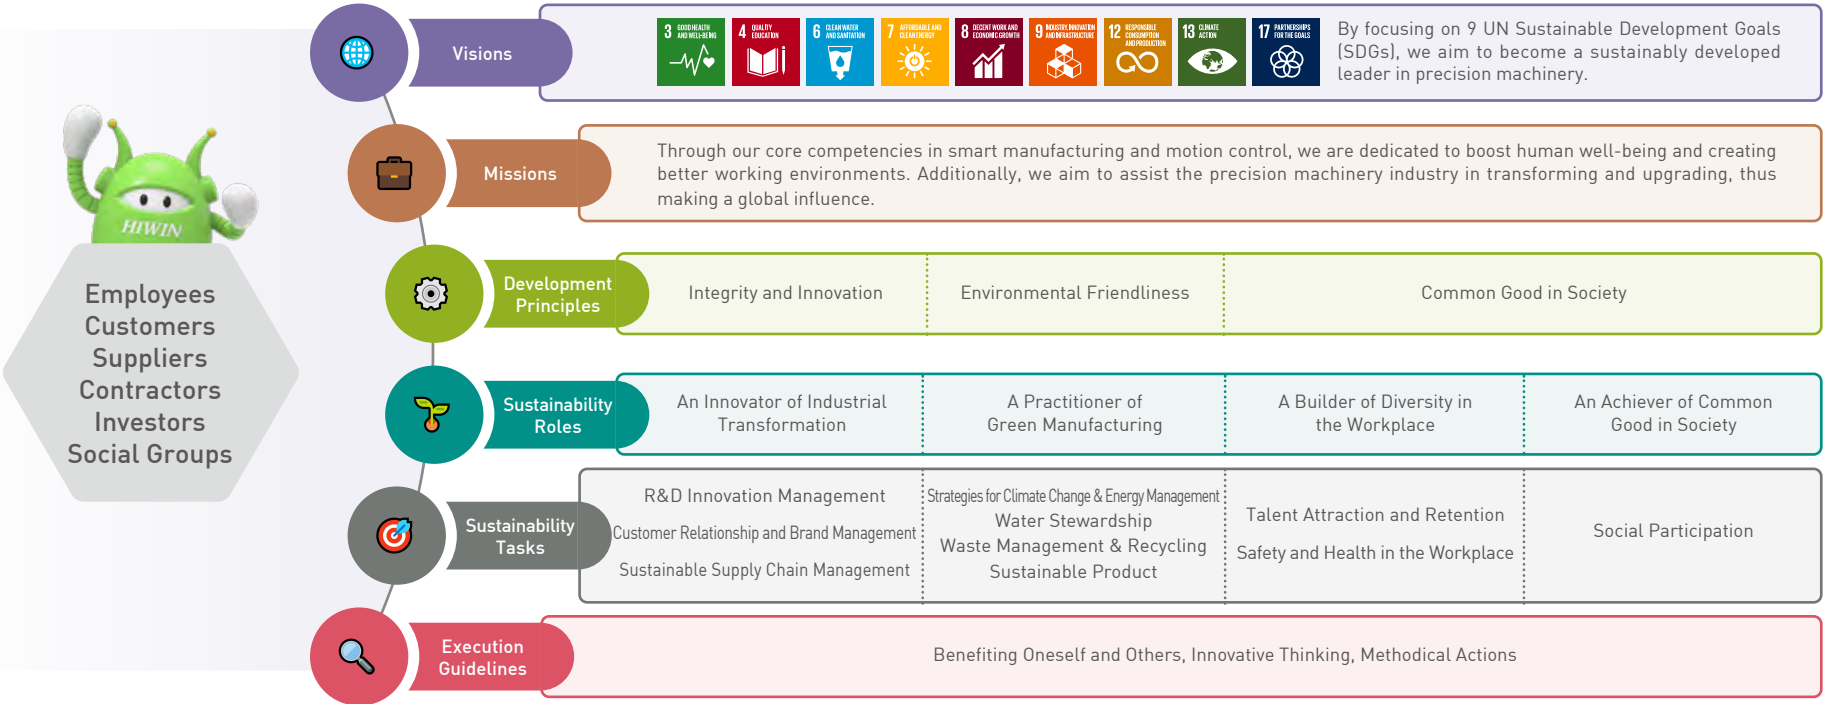 HIWIN
Employees
Customers
Suppliers
Contractors
Investors
Social Groups
Visions
3 GOOD HEALTH
AND WELL-BEING
4 QUALITY
EDUCATION
6 CLEAN WATER
AND SANITATION
7 AFFORDABLE AND
CLEAN ENERGY
8 DECENT WORK AND
ECONOMIC GROWTH
9 INDUSTRY, INNOVATION
AND INFRASTRUCTURE
12 RESPONSIBLE
CONSUMPTION
AND PRODUCTION
13 CLIMATE
ACTION
17 PARTNERSHIPS
FOR THE GOALS
By focusing on 9 UN Sustainable Development Goals
(SDGs), we aim to become a sustainably developed
leader in precision machinery.
Missions
Through our core competencies in smart manufacturing and motion control, we are dedicated to boost human well-being and creating
better working environments. Additionally, we aim to assist the precision machinery industry in transforming and upgrading, thus
making a global influence.
Development
Principles
Integrity and Innovation
Environmental Friendliness
Common Good in Society
Sustainability
Roles
An Innovator of Industrial
Transformation
A Practitioner of
Green Manufacturing
A Builder of Diversity in
the Workplace
An Achiever of Common
Good in Society
Sustainability
Tasks
R&D Innovation Management
Customer Relationship and Brand Management
Sustainable Supply Chain Management
Strategies for Climate Change & Energy Management
Water Stewardship
Waste Management & Recycling
Sustainable Product
Talent Attraction and Retention
Safety and Health in the Workplace
Social Participation
Execution
Guidelines
Benefiting Oneself and Others, Innovative Thinking, Methodical Actions